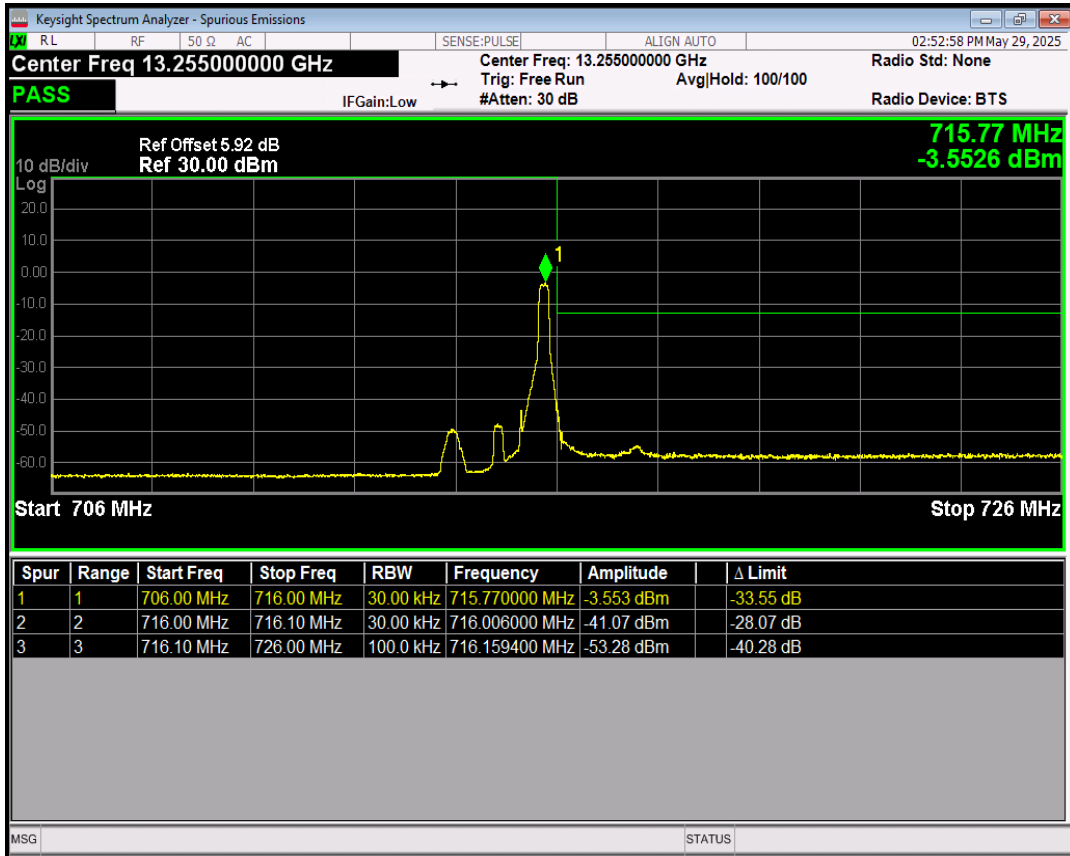 Keysight Spectrum Analyzer - Spurious Emissions
LXI RL RF 50 Ω AC SENSE:PULSE ALIGN AUTO 02:52:58 PM May 29, 2025
Center Freq 13.255000000 GHz Center Freq: 13.255000000 GHz Radio Std: None
Trig: Free Run Avg|Hold: 100/100
PASS IFGain:Low #Atten: 30 dB Radio Device: BTS
Ref Offset 5.92 dB 715.77 MHz
10 dB/div Ref 30.00 dBm -3.5526 dBm
Log
20.0
10.0
1
0.00
-10.0
-20.0
-30.0
-40.0
-50.0
-60.0
Start 706 MHz Stop 726 MHz
Spur Range Start Freq Stop Freq RBW Frequency Amplitude Δ Limit
1 1 706.00 MHz 716.00 MHz 30.00 kHz 715.770000 MHz -3.553 dBm -33.55 dB
2 2 716.00 MHz 716.10 MHz 30.00 kHz 716.006000 MHz -41.07 dBm -28.07 dB
3 3 716.10 MHz 726.00 MHz 100.0 kHz 716.159400 MHz -53.28 dBm -40.28 dB
MSG STATUS